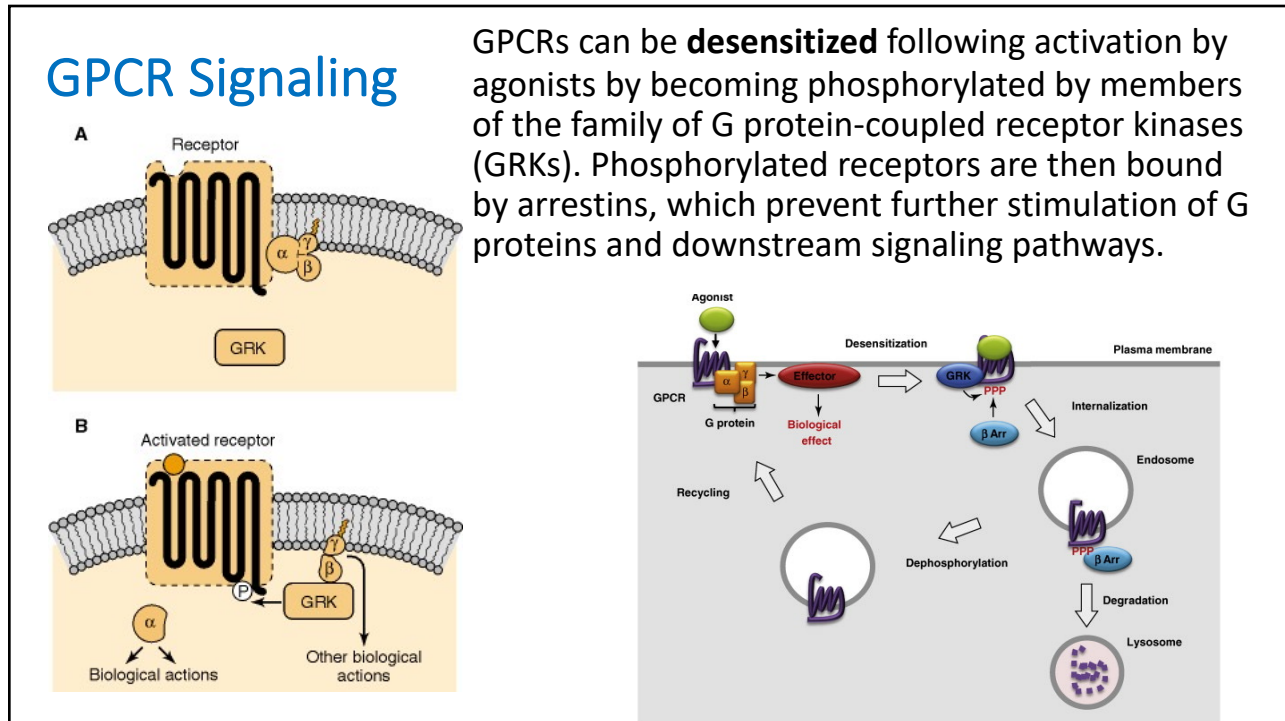 GPCR Signaling
GPCRs can be desensitized following activation by
agonists by becoming phosphorylated by members
of the family of G protein-coupled receptor kinases
(GRKs). Phosphorylated receptors are then bound
by arrestins, which prevent further stimulation of G
proteins and downstream signaling pathways.
A
Receptor
α
γ
β
GRK
B
Activated receptor
γ
β
P
GRK
α
Biological actions
Other biological
actions
Agonist
Desensitization
Plasma membrane
GPCR
α
γ
β
G protein
Effector
Biological
effect
GRK
PPP
β Arr
Internalization
Endosome
PPP
β Arr
Recycling
Dephosphorylation
Degradation
Lysosome